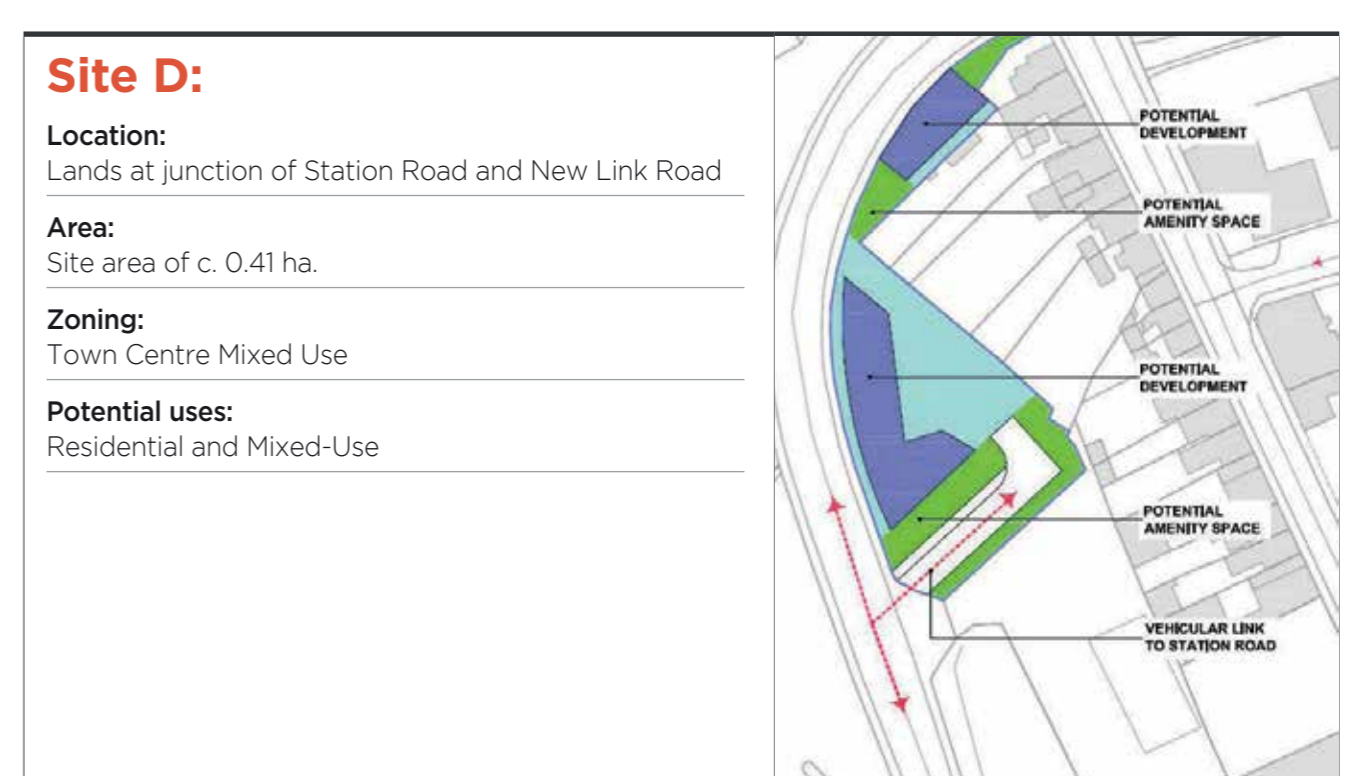 Site D:
Location:
Lands at junction of Station Road and New Link Road
Area:
Site area of c. 0.41 ha.
Zoning:
Town Centre Mixed Use
Potential uses:
Residential and Mixed-Use
POTENTIAL
DEVELOPMENT
POTENTIAL
AMENITY SPACE
POTENTIAL
DEVELOPMENT
POTENTIAL
AMENITY SPACE
VEHICULAR LINK
TO STATION ROAD